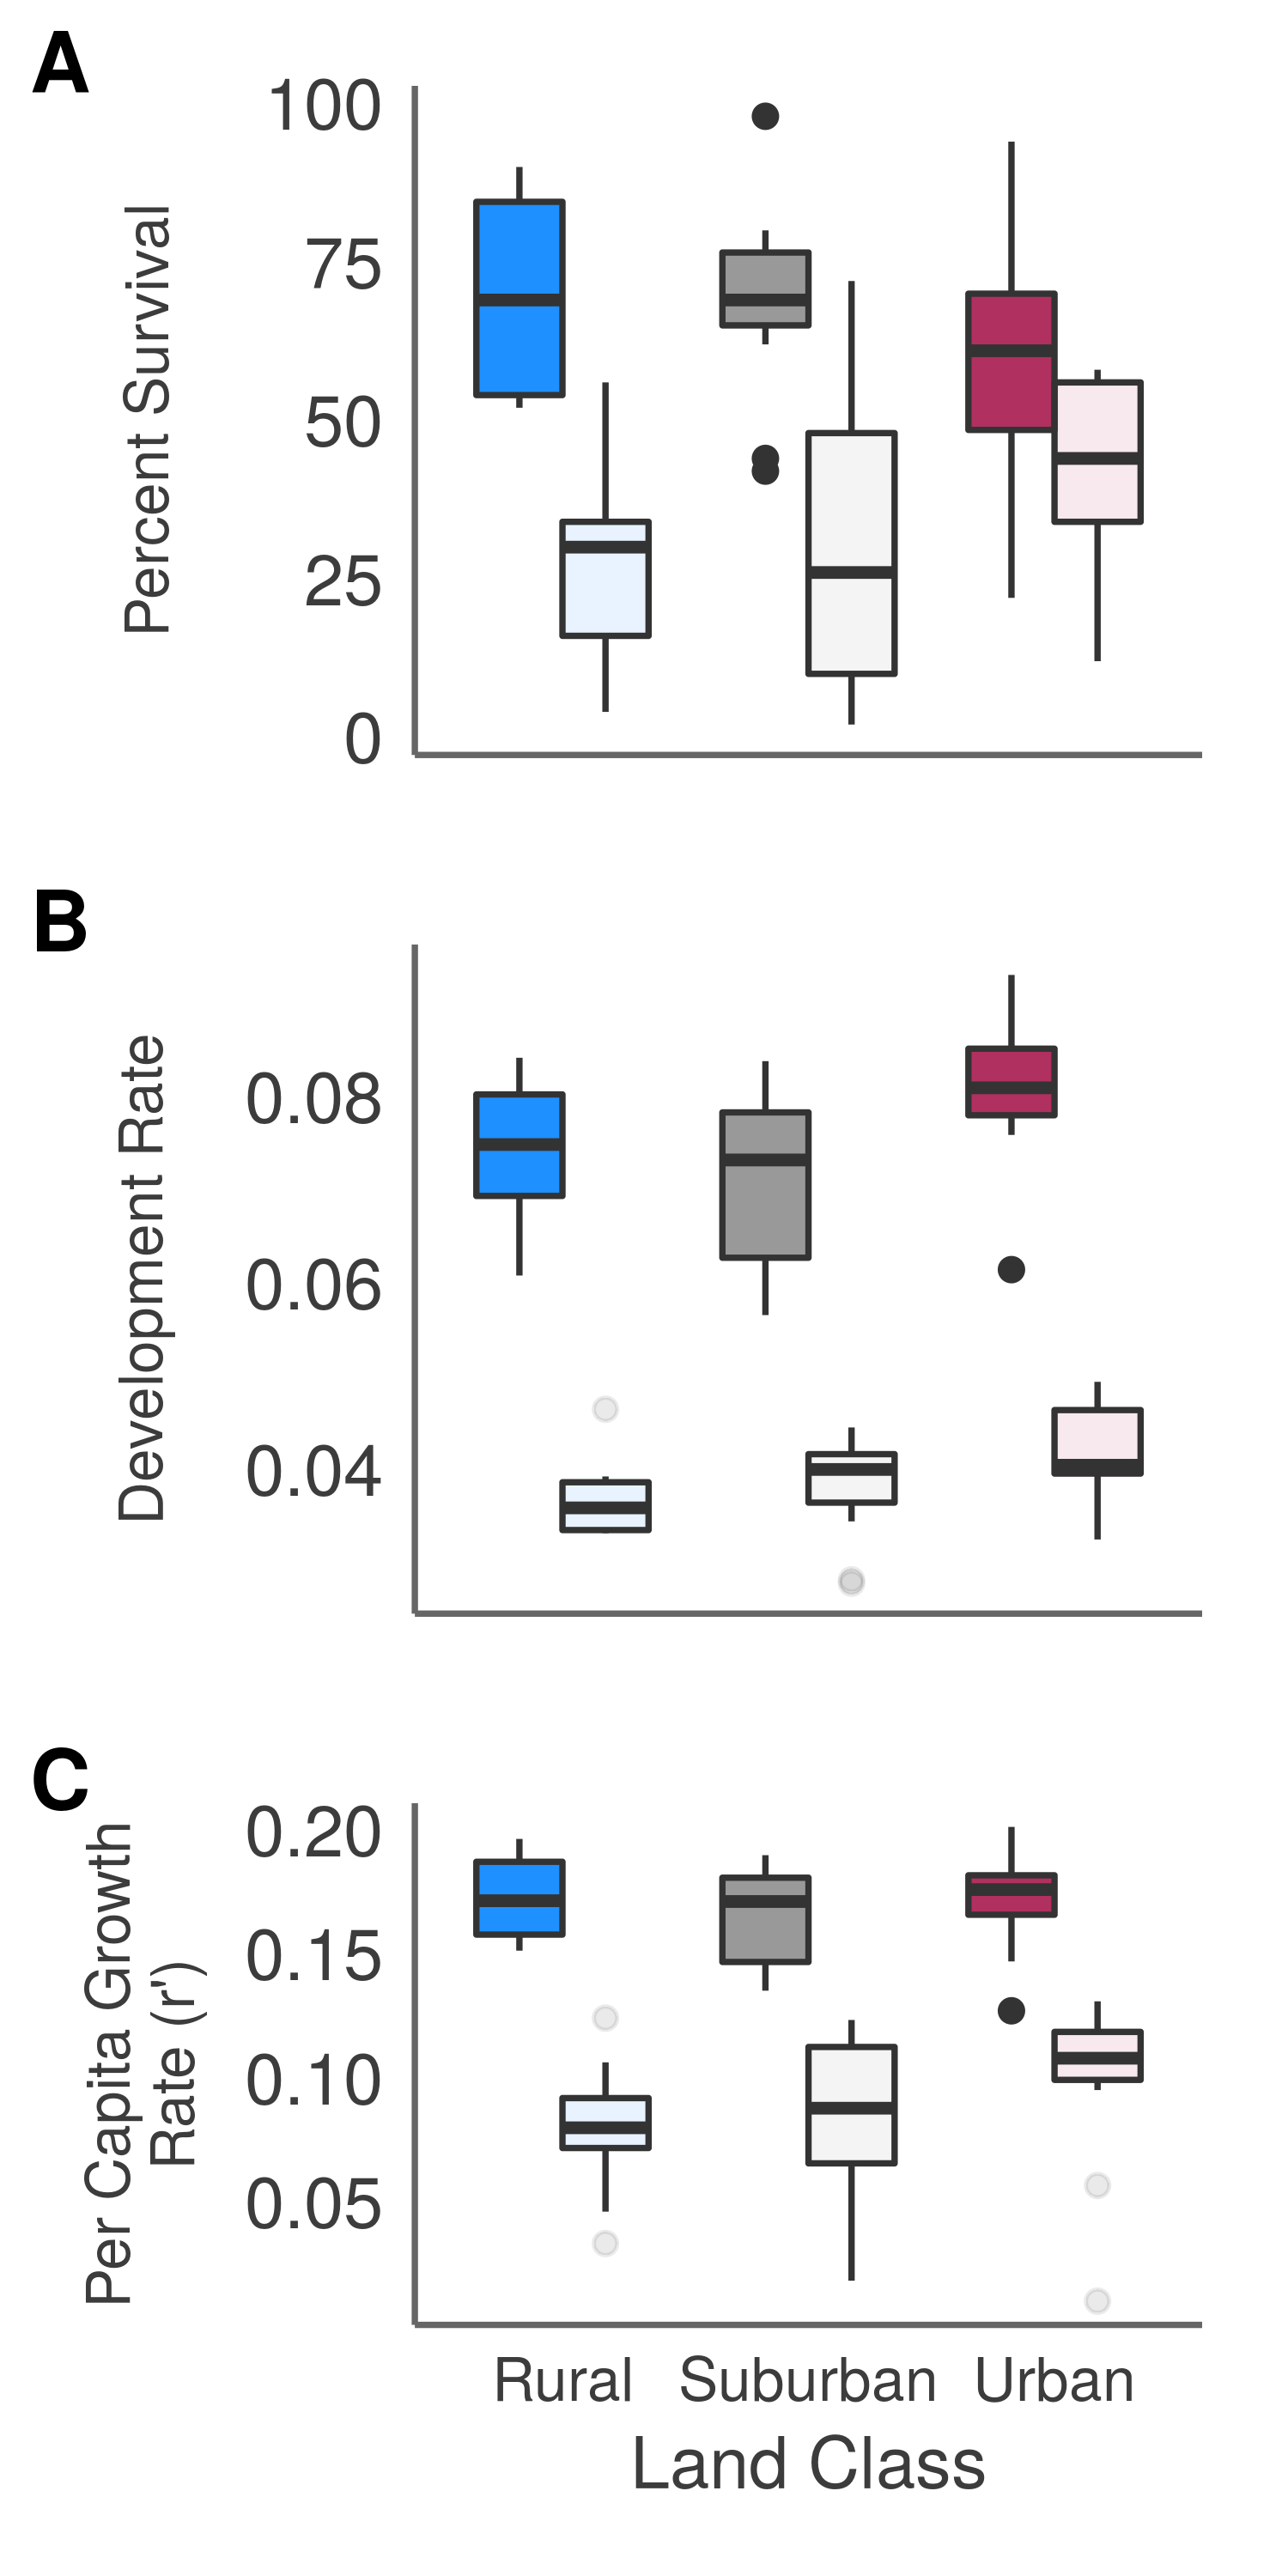 A
100
75
50
25
0
Percent Survival
B
0.08
0.06
0.04
Development Rate
C
0.20
0.15
0.10
0.05
Per Capita Growth
Rate (r')
Rural Suburban Urban
Land Class